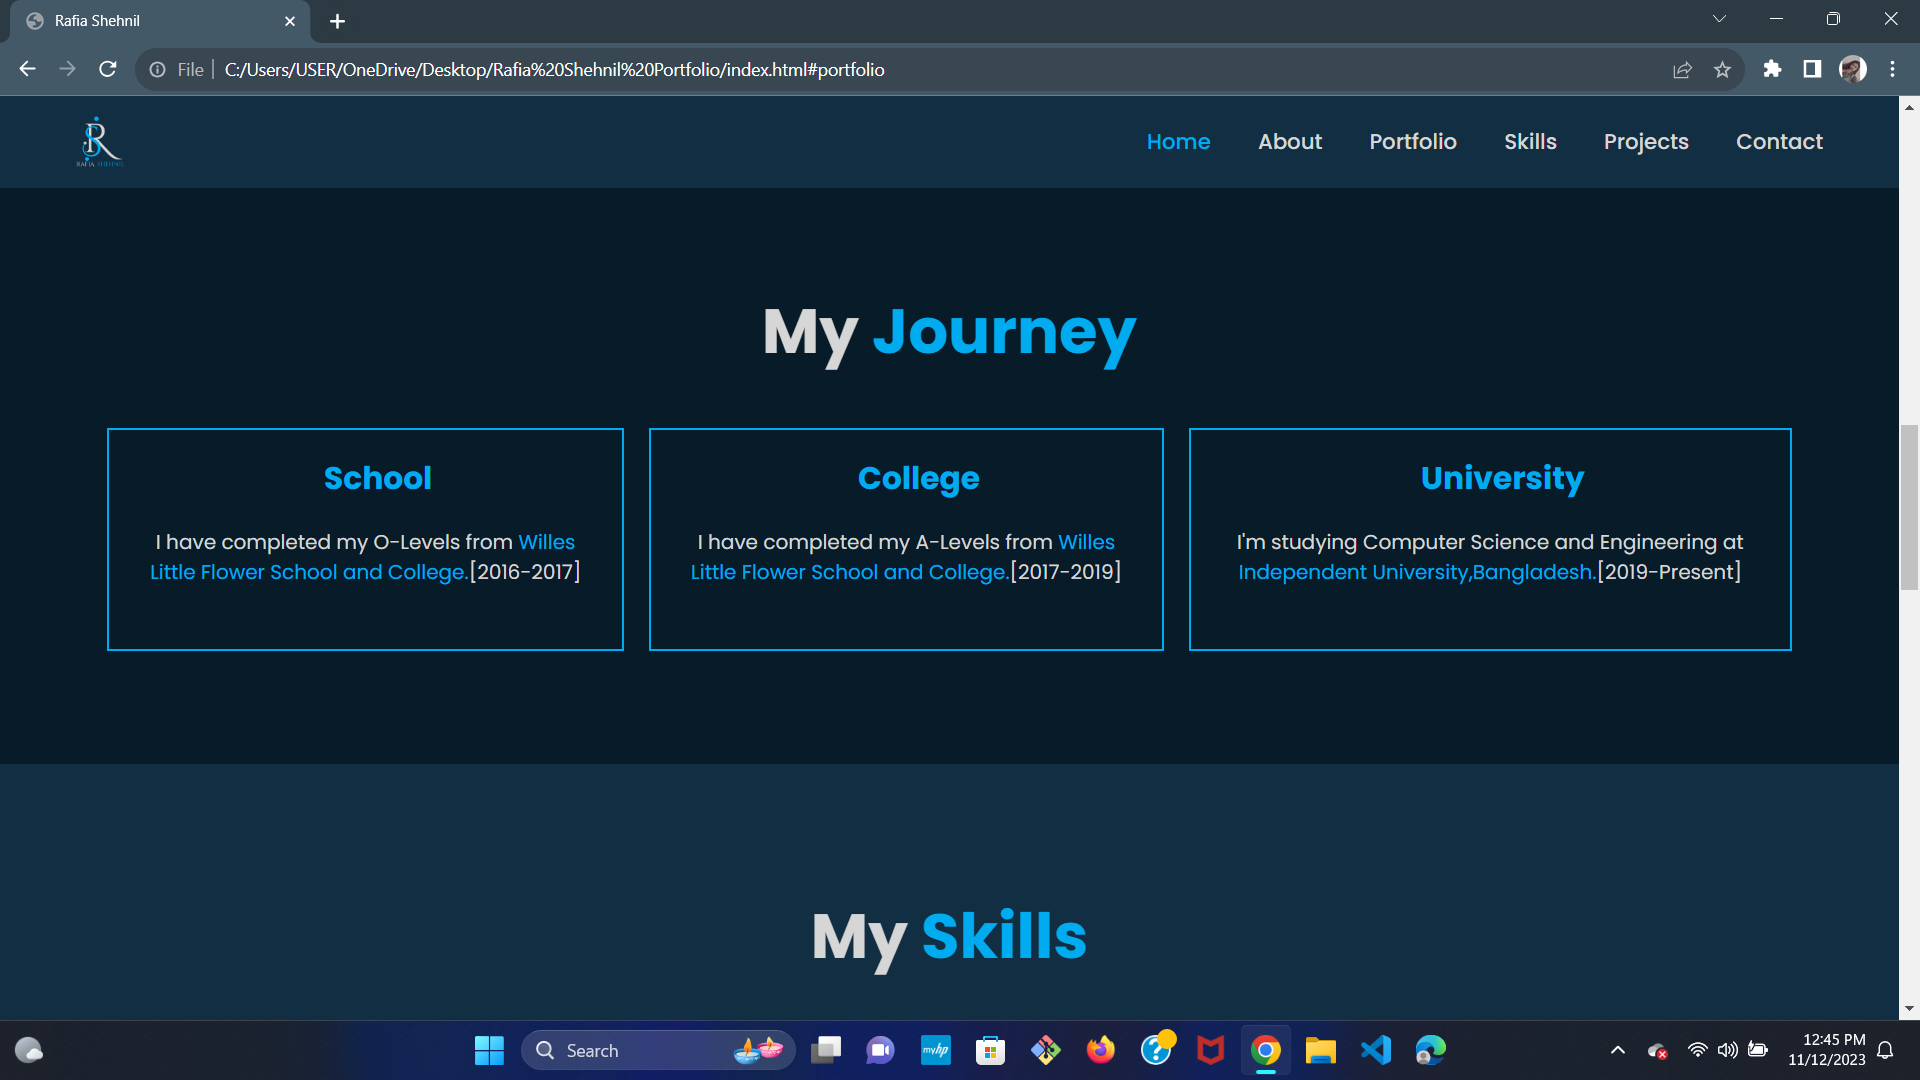 Rafia Shehnil
File
C:/Users/USER/OneDrive/Desktop/Rafia%20Shehnil%20Portfolio/index.html#portfolio
RS
RAFIA SHEHNIL
Home About Portfolio Skills Projects Contact
My Journey
School
I have completed my O-Levels from Willes
Little Flower School and College.[2016-2017]
College
I have completed my A-Levels from Willes
Little Flower School and College.[2017-2019]
University
I'm studying Computer Science and Engineering at
Independent University,Bangladesh.[2019-Present]
My Skills
Search
myhp
12:45 PM
11/12/2023